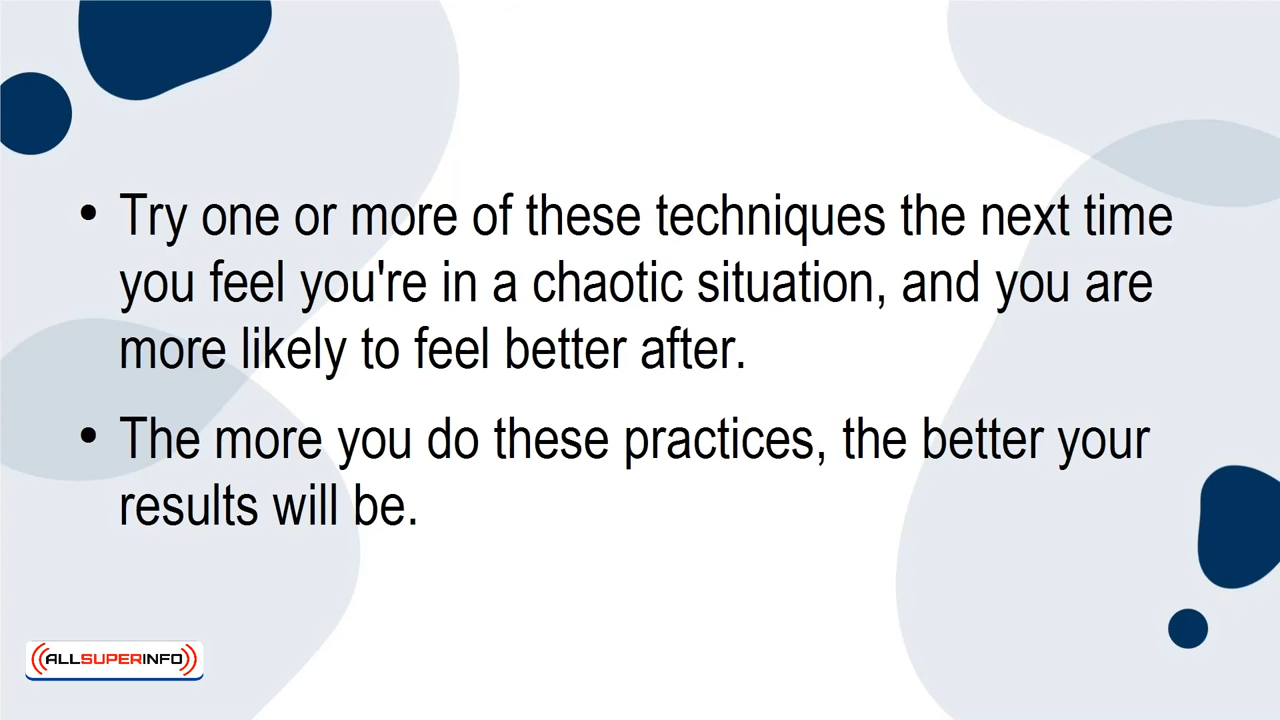 • Try one or more of these techniques the next time
you feel you're in a chaotic situation, and you are
more likely to feel better after.
• The more you do these practices, the better your
results will be.
ALLSUPERINFO